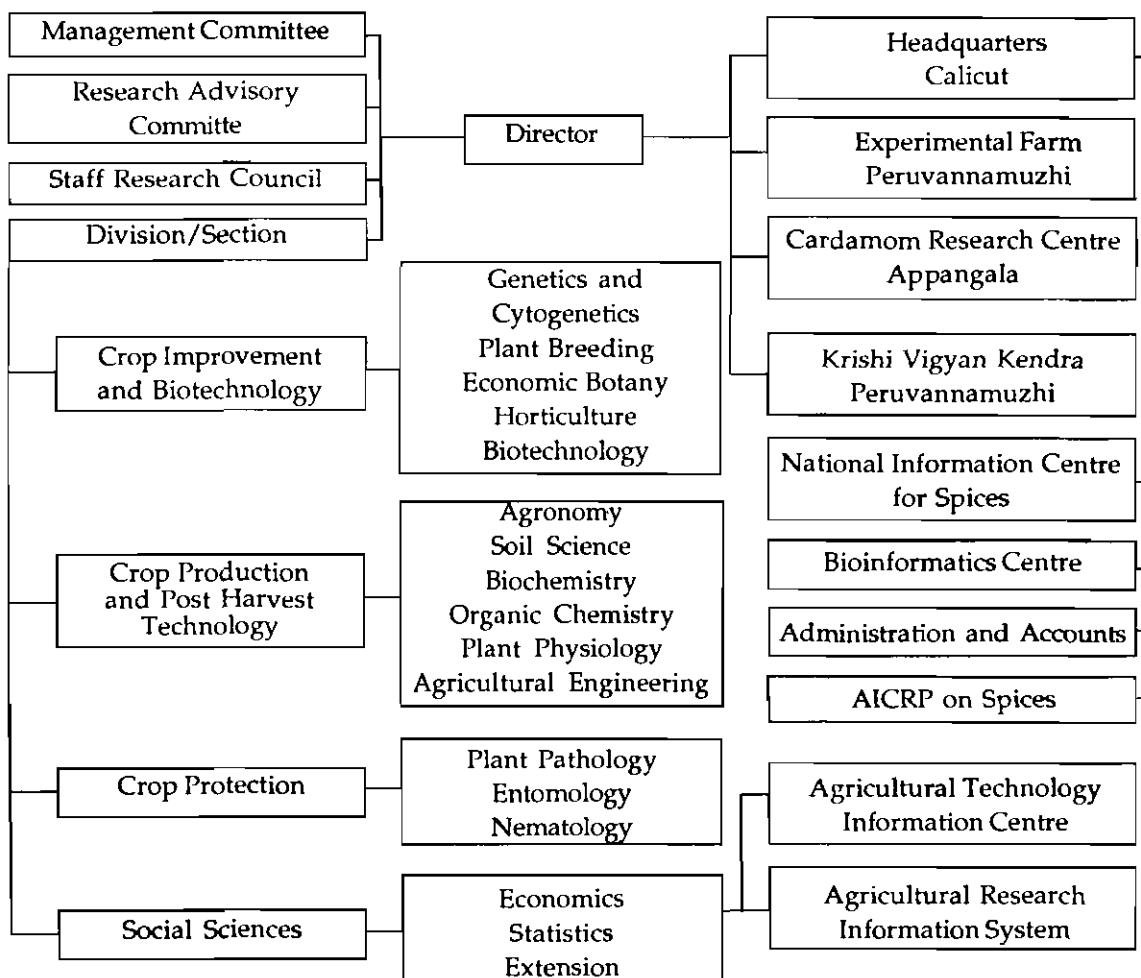 Management Committee
Research Advisory
Committe
Staff Research Council
Division/Section
Director
Headquarters
Calicut
Experimental Farm
Peruvannamuzhi
Cardamom Research Centre
Appangala
Krishi Vigyan Kendra
Peruvannamuzhi
National Information Centre
for Spices
Bioinformatics Centre
Administration and Accounts
AICRP on Spices
Crop Improvement
and Biotechnology
Genetics and
Cytogenetics
Plant Breeding
Economic Botany
Horticulture
Biotechnology
Crop Production
and Post Harvest
Technology
Agronomy
Soil Science
Biochemistry
Organic Chemistry
Plant Physiology
Agricultural Engineering
Crop Protection
Plant Pathology
Entomology
Nematology
Social Sciences
Economics
Statistics
Extension
Agricultural Technology
Information Centre
Agricultural Research
Information System